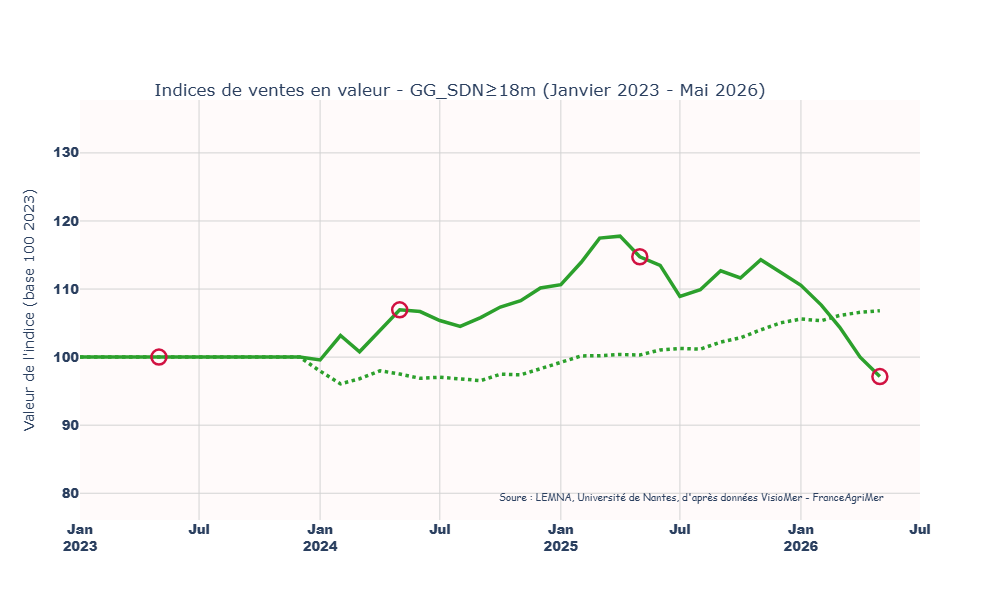 Indices de ventes en valeur - GG_SDN≥18m (Janvier 2023 - Mai 2026)
Valeur de l'indice (base 100 2023)
130
120
110
100
90
80
Soure : LEMNA, Université de Nantes, d'après données VisioMer - FranceAgriMer
Jan Jul Jan Jul Jan Jul Jan Jul
2023 2024 2025 2026